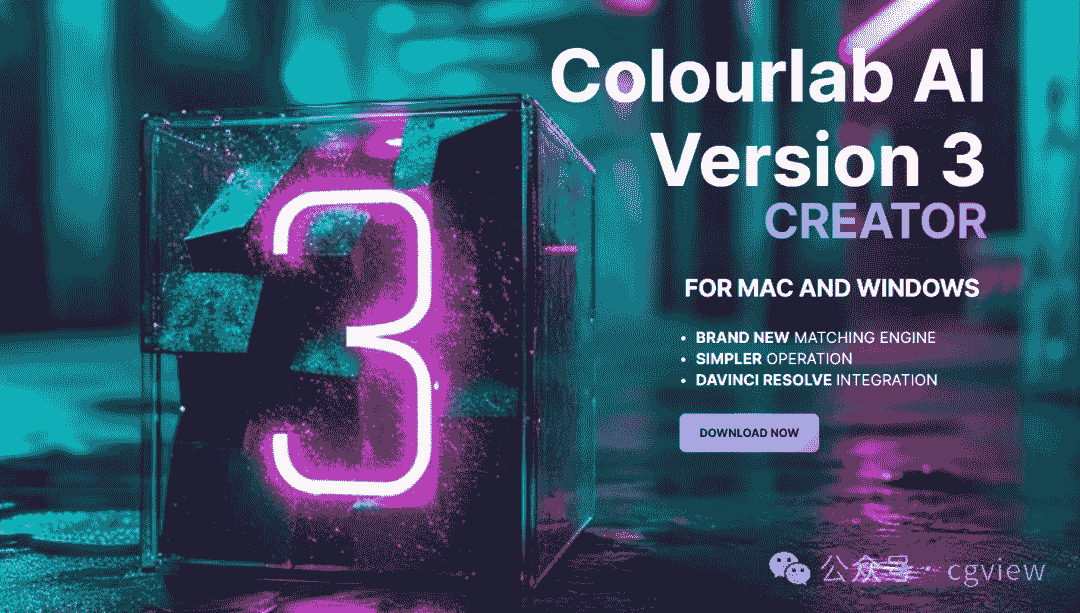 Colourlab AI
Version 3
CREATOR
FOR MAC AND WINDOWS
• BRAND NEW MATCHING ENGINE
• SIMPLER OPERATION
• DAVINCI RESOLVE INTEGRATION
DOWNLOAD NOW
3
公众号 · cgview